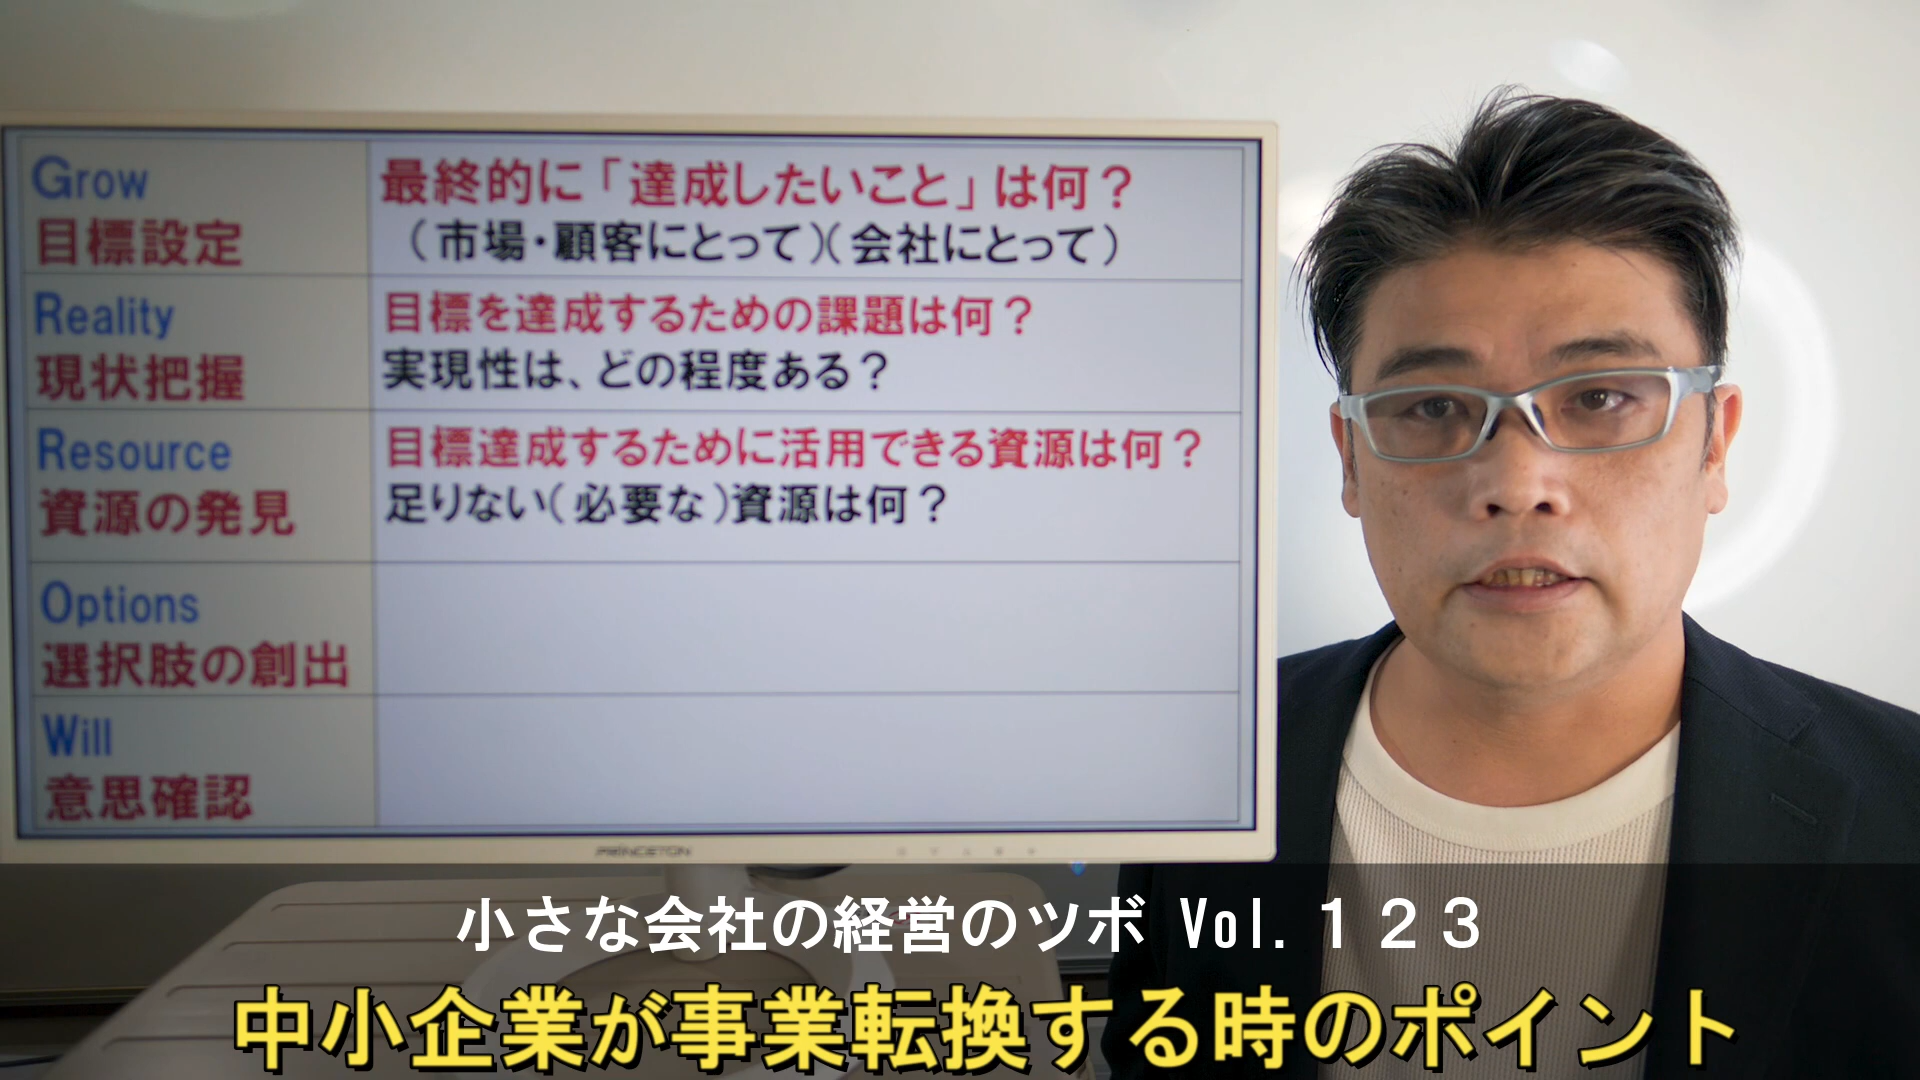 Grow
目標設定
最終的に「達成したいこと」は何？
（市場・顧客にとって）（会社にとって）
Reality
現状把握
目標を達成するための課題は何？
実現性は、どの程度ある？
Resource
資源の発見
目標達成するために活用できる資源は何？
足りない（必要な）資源は何？
Options
選択肢の創出
Will
意思確認
PRINCETON
小さな会社の経営のツボ Vol.１２３
中小企業が事業転換する時のポイント